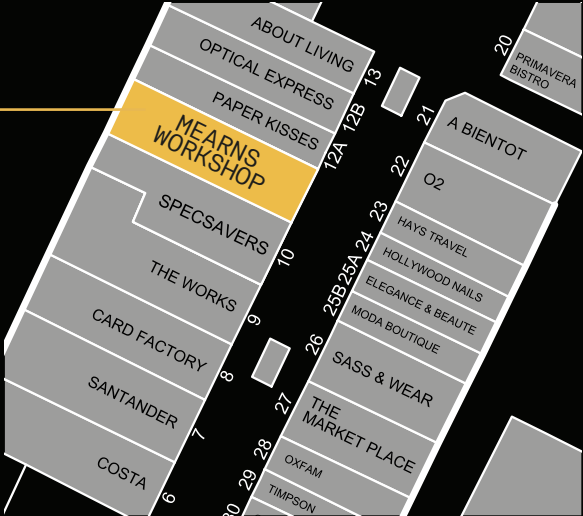 ABOUT LIVING
13
OPTICAL EXPRESS
12B
PAPER KISSES
12A
MEARNS
WORKSHOP
SPECSAVERS
10
THE WORKS
9
CARD FACTORY
8
SANTANDER
7
COSTA
6
20
PRIMAVERA
BISTRO
21
A BIENTOT
22
O2
23
HAYS TRAVEL
24
HOLLYWOOD NAILS
25A
ELEGANCE & BEAUTE
25B
MODA BOUTIQUE
26
SASS & WEAR
27
THE
MARKET PLACE
28
OXFAM
29
TIMPSON
30